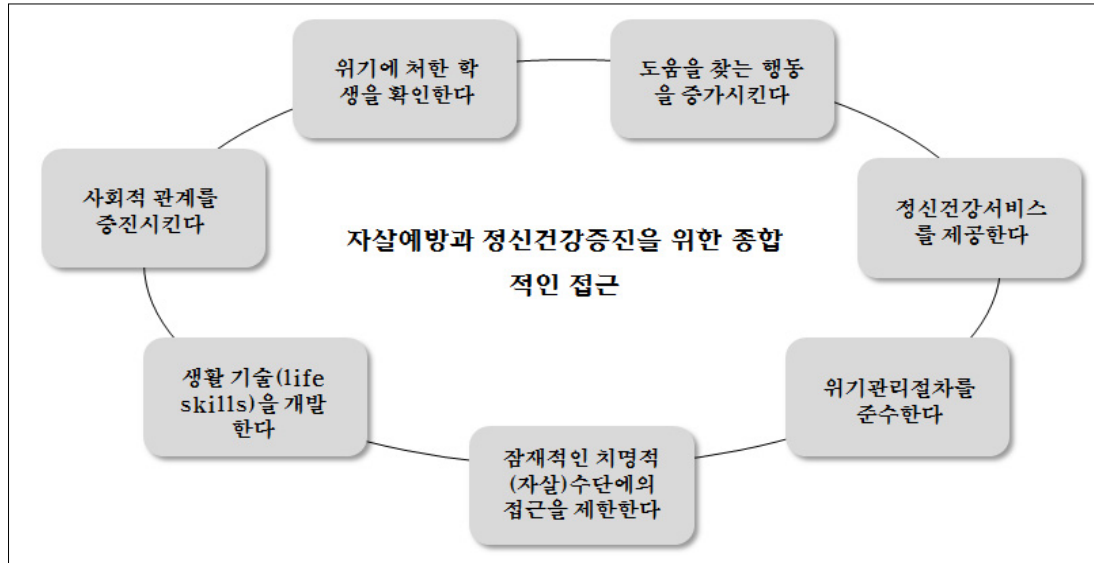 위기에 처한 학
생을 확인한다
도움을 찾는 행동
을 증가시킨다
사회적 관계를
증진시킨다
정신건강서비스
를 제공한다
자살예방과 정신건강증진을 위한 종합
적인 접근
생활 기술(life
skills)을 개발
한다
위기관리절차를
준수한다
잠재적인 치명적
(자살)수단에의
접근을 제한한다